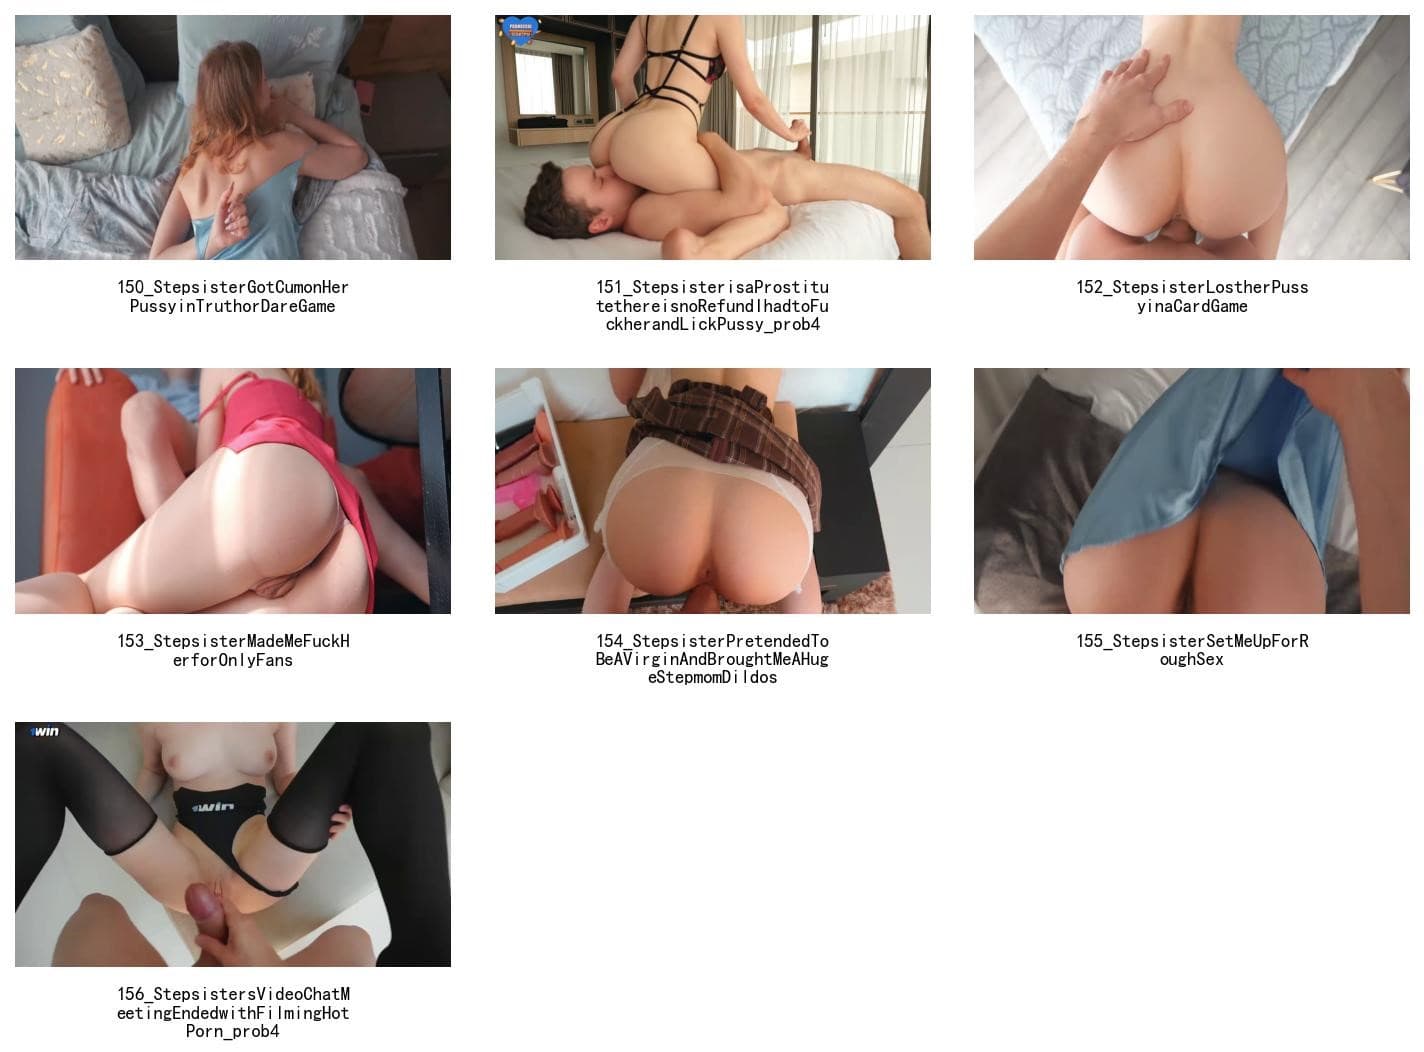 150_StepsisterGotCumonHer
PussyinTruthorDareGame
151_StepsisterisaProstitu
tethereisnoRefundIhadtoFu
ckherandLickPussy_prob4
152_StepsisterLostherPuss
yinaCardGame
153_StepsisterMadeMeFuckH
erforOnlyFans
154_StepsisterPretendedTo
BeAVirginAndBroughtMeAHug
eStepmomDildos
155_StepsisterSetMeUpForR
oughSex
1win
1win
156_StepsistersVideoChatM
eetingEndedwithFilmingHot
Porn_prob4